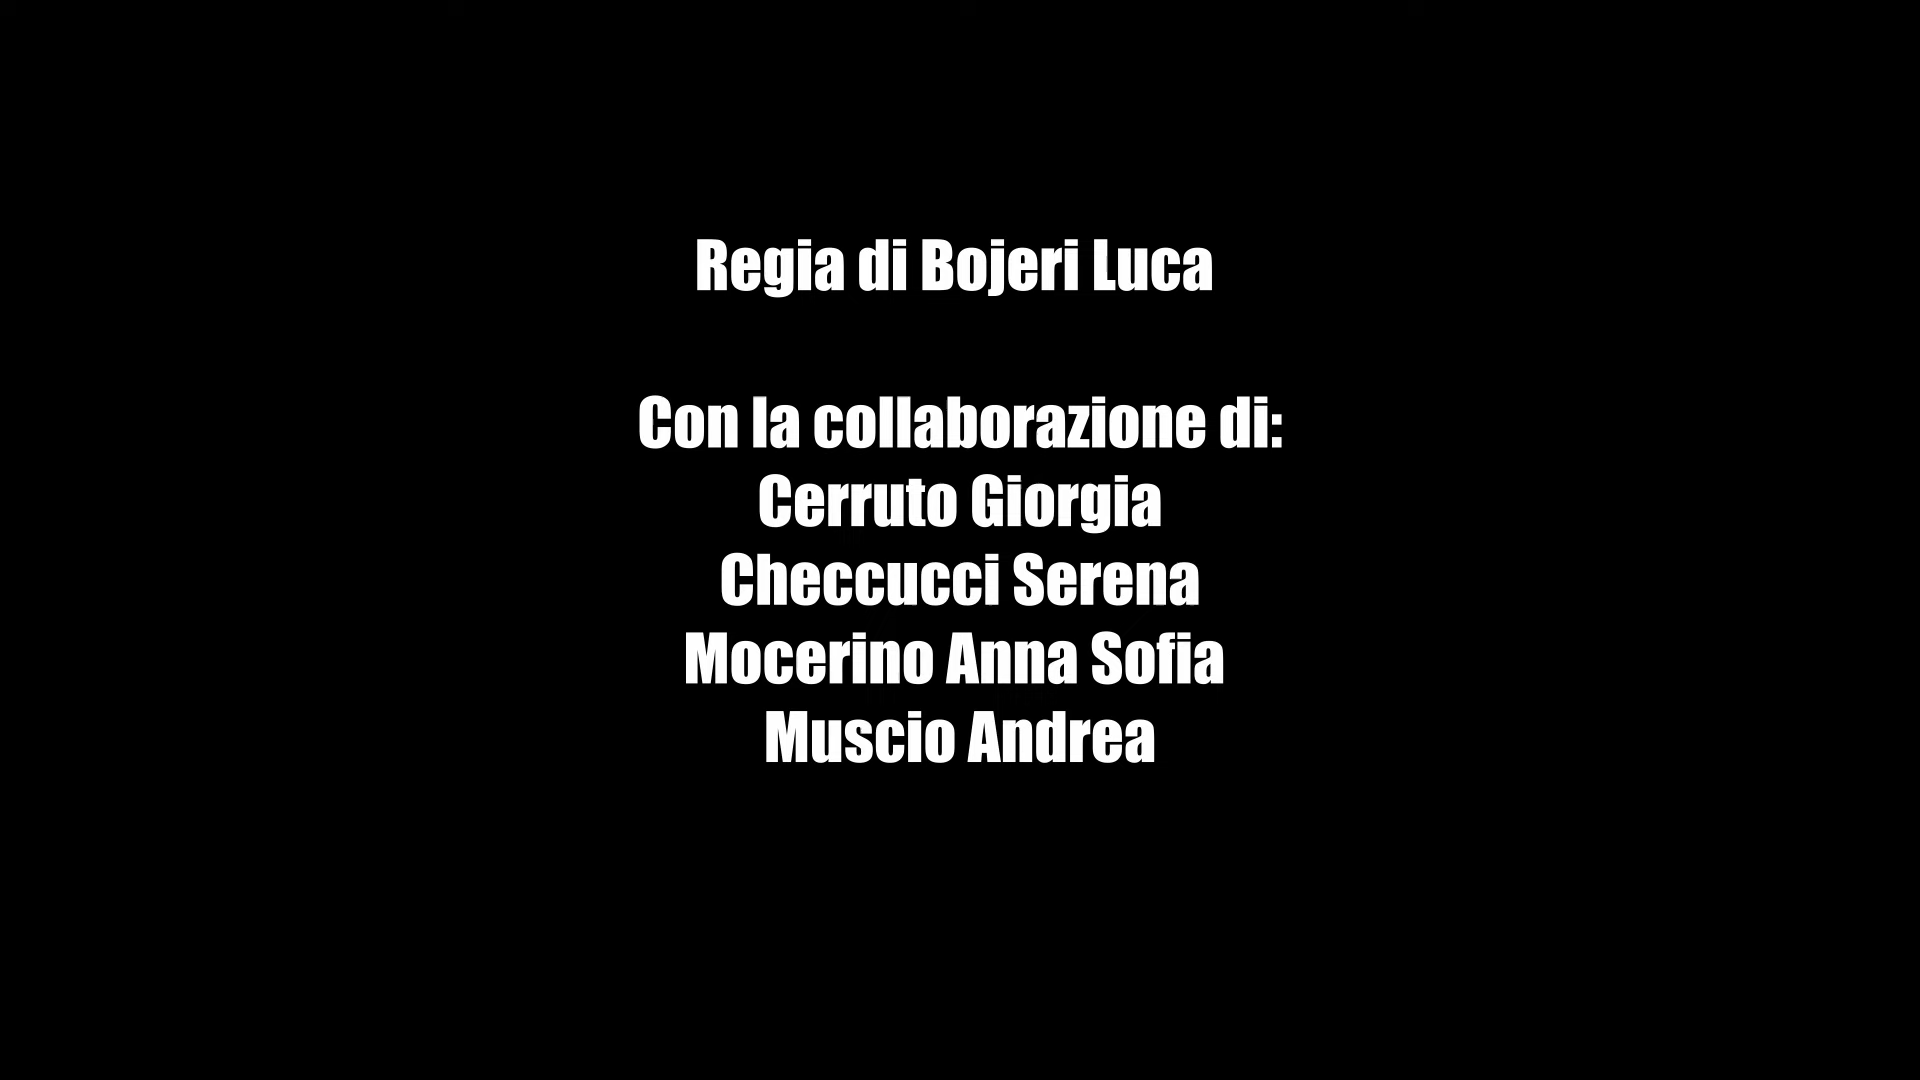 Regia di Bojeri Luca
Con la collaborazione di:
Cerruto Giorgia
Checcucci Serena
Mocerino Anna Sofia
Muscio Andrea